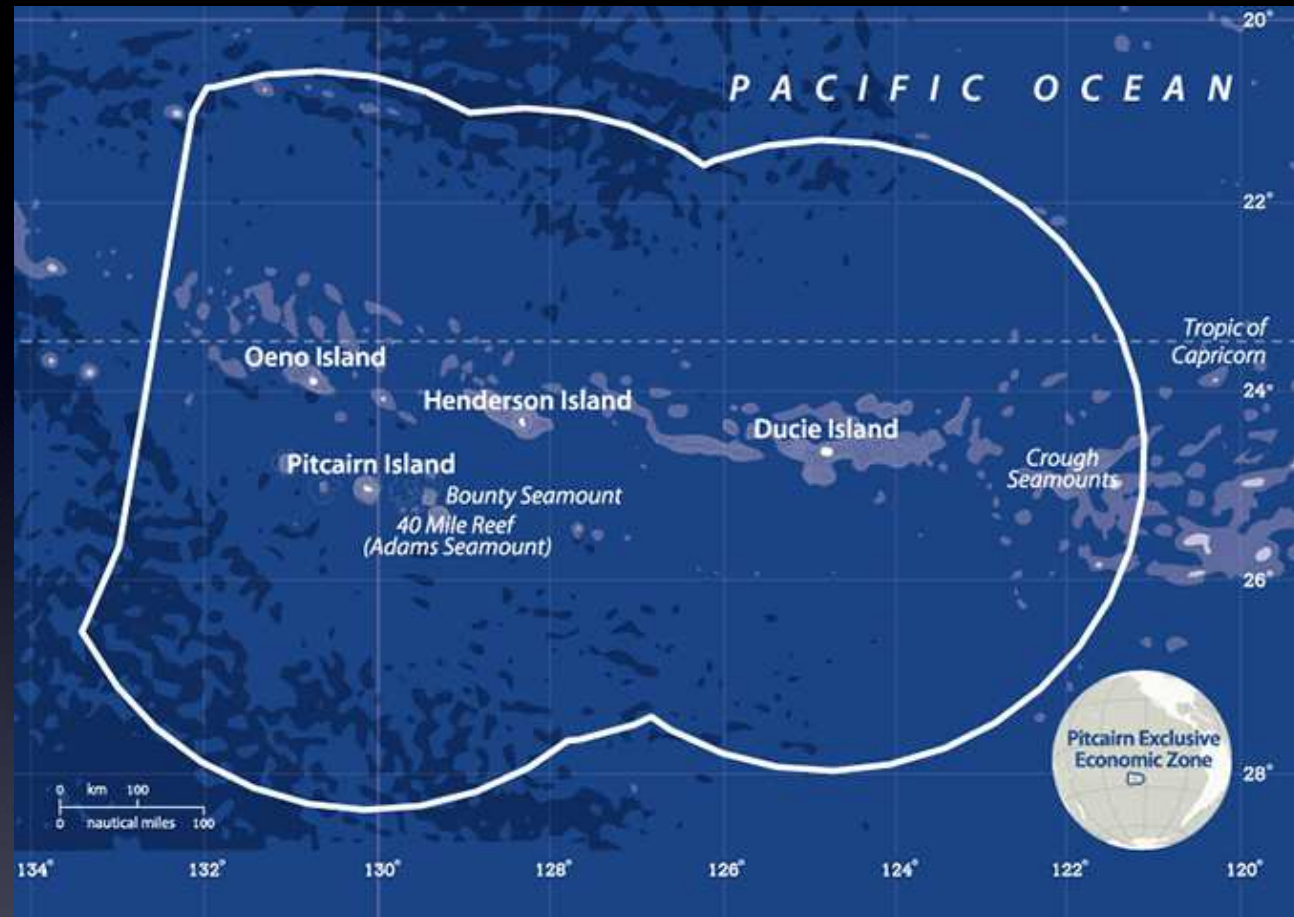 20°
PACIFIC OCEAN
22°
Tropic of
Capricorn
Oeno Island
24°
Henderson Island
Ducie Island
Pitcairn Island
Crough
Seamounts
Bounty Seamount
40 Mile Reef
(Adams Seamount)
26°
Pitcairn Exclusive
Economic Zone
28°
0 km 100
0 nautical miles 100
134° 132° 130° 128° 126° 124° 122° 120°